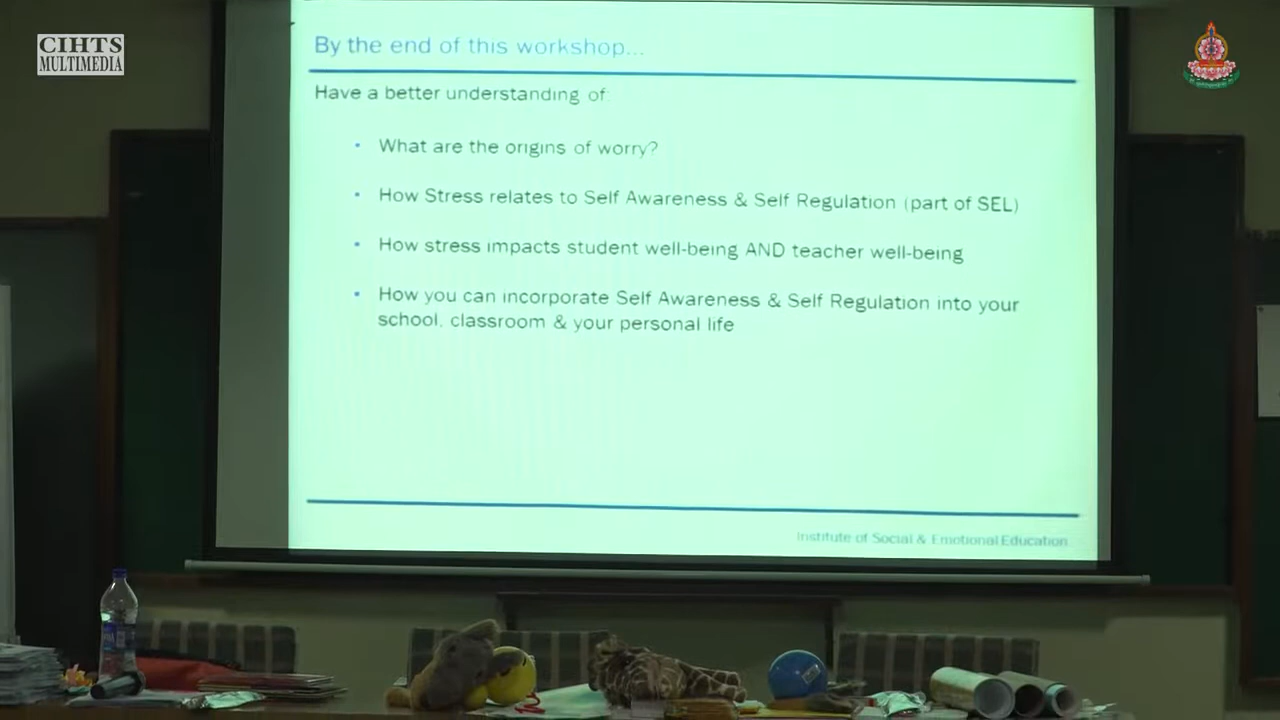 CIHTS
MULTIMEDIA
By the end of this workshop...
Have a better understanding of:
• What are the origins of worry?
• How Stress relates to Self Awareness & Self Regulation (part of SEL)
• How stress impacts student well-being AND teacher well-being
• How you can incorporate Self Awareness & Self Regulation into your
school, classroom & your personal life
Institute of Social & Emotional Education